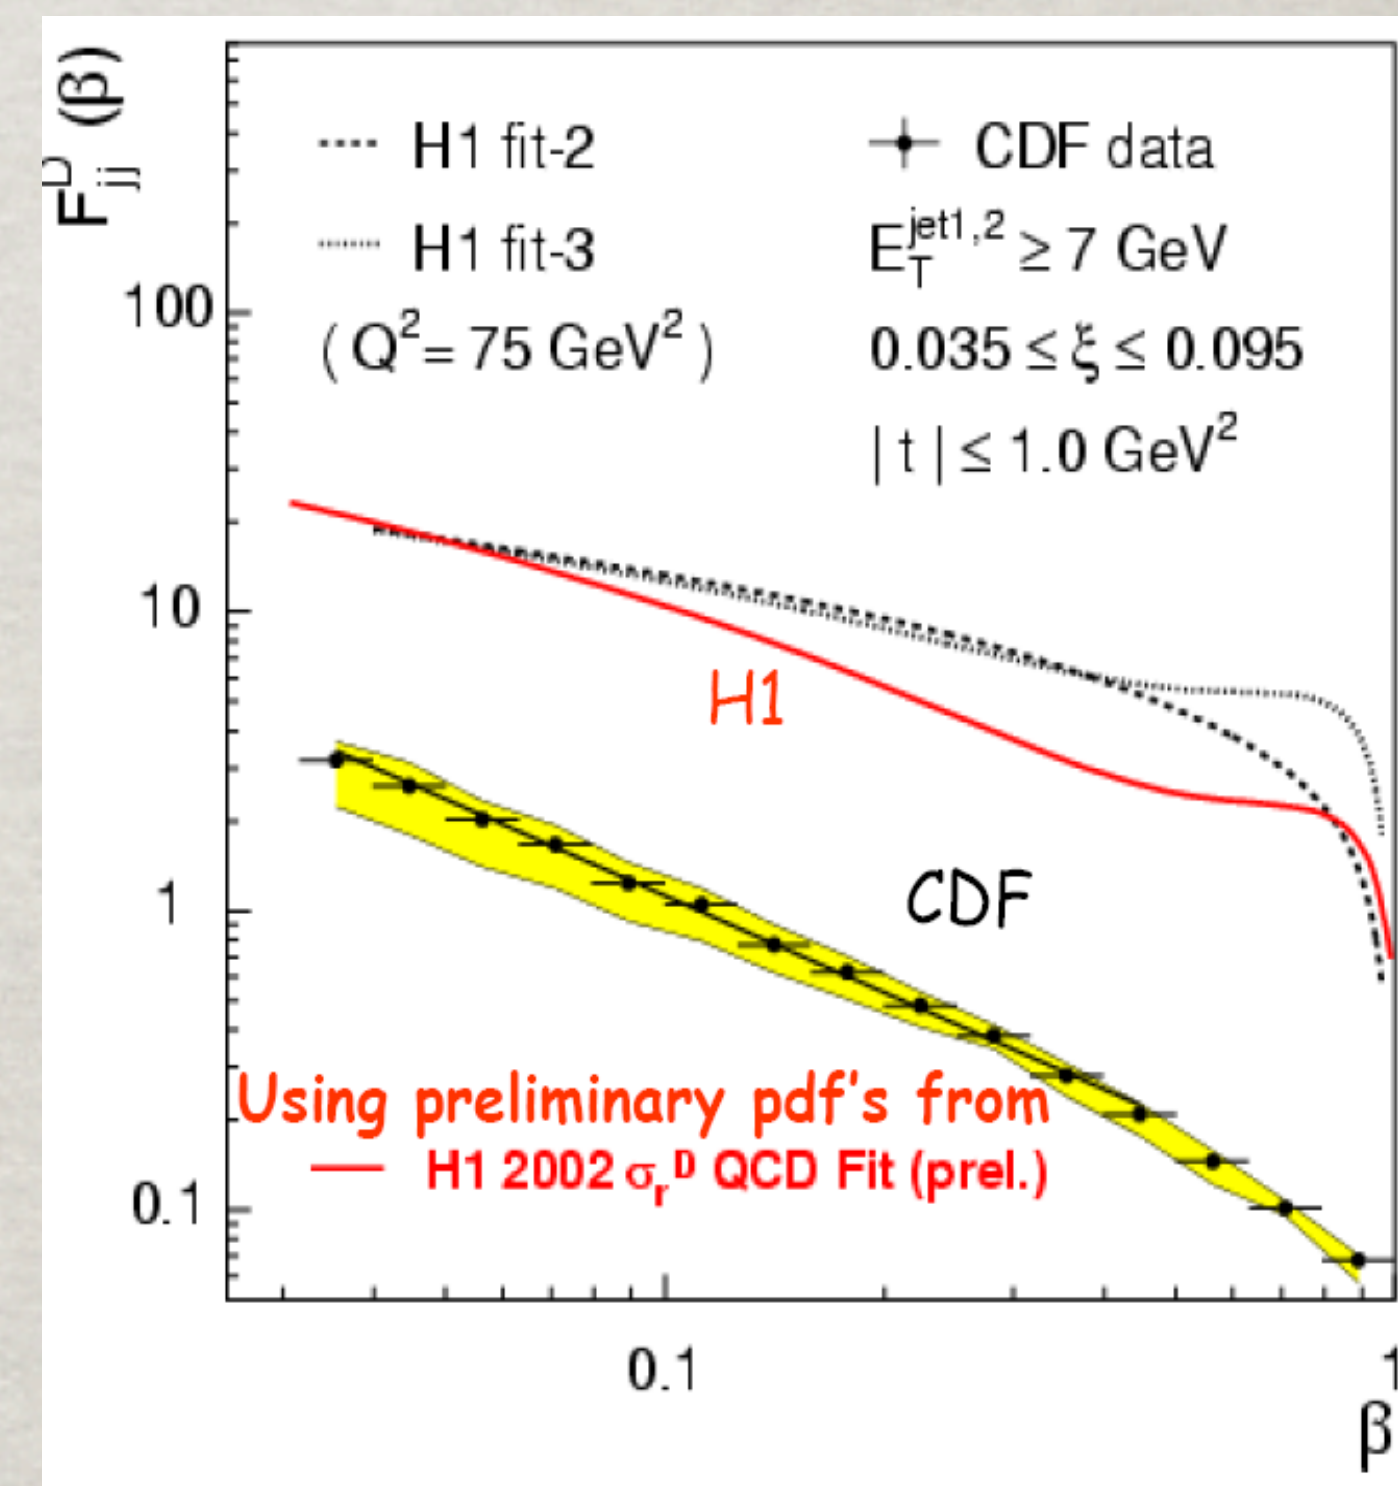 F_jj^D (β)
H1 fit-2
H1 fit-3
( Q² = 75 GeV² )
CDF data
E_T^jet1,2 ≥ 7 GeV
0.035 ≤ ξ ≤ 0.095
| t | ≤ 1.0 GeV²
100
10
1
0.1
H1
CDF
Using preliminary pdf's from
H1 2002 σ_r^D QCD Fit (prel.)
0.1
1
β